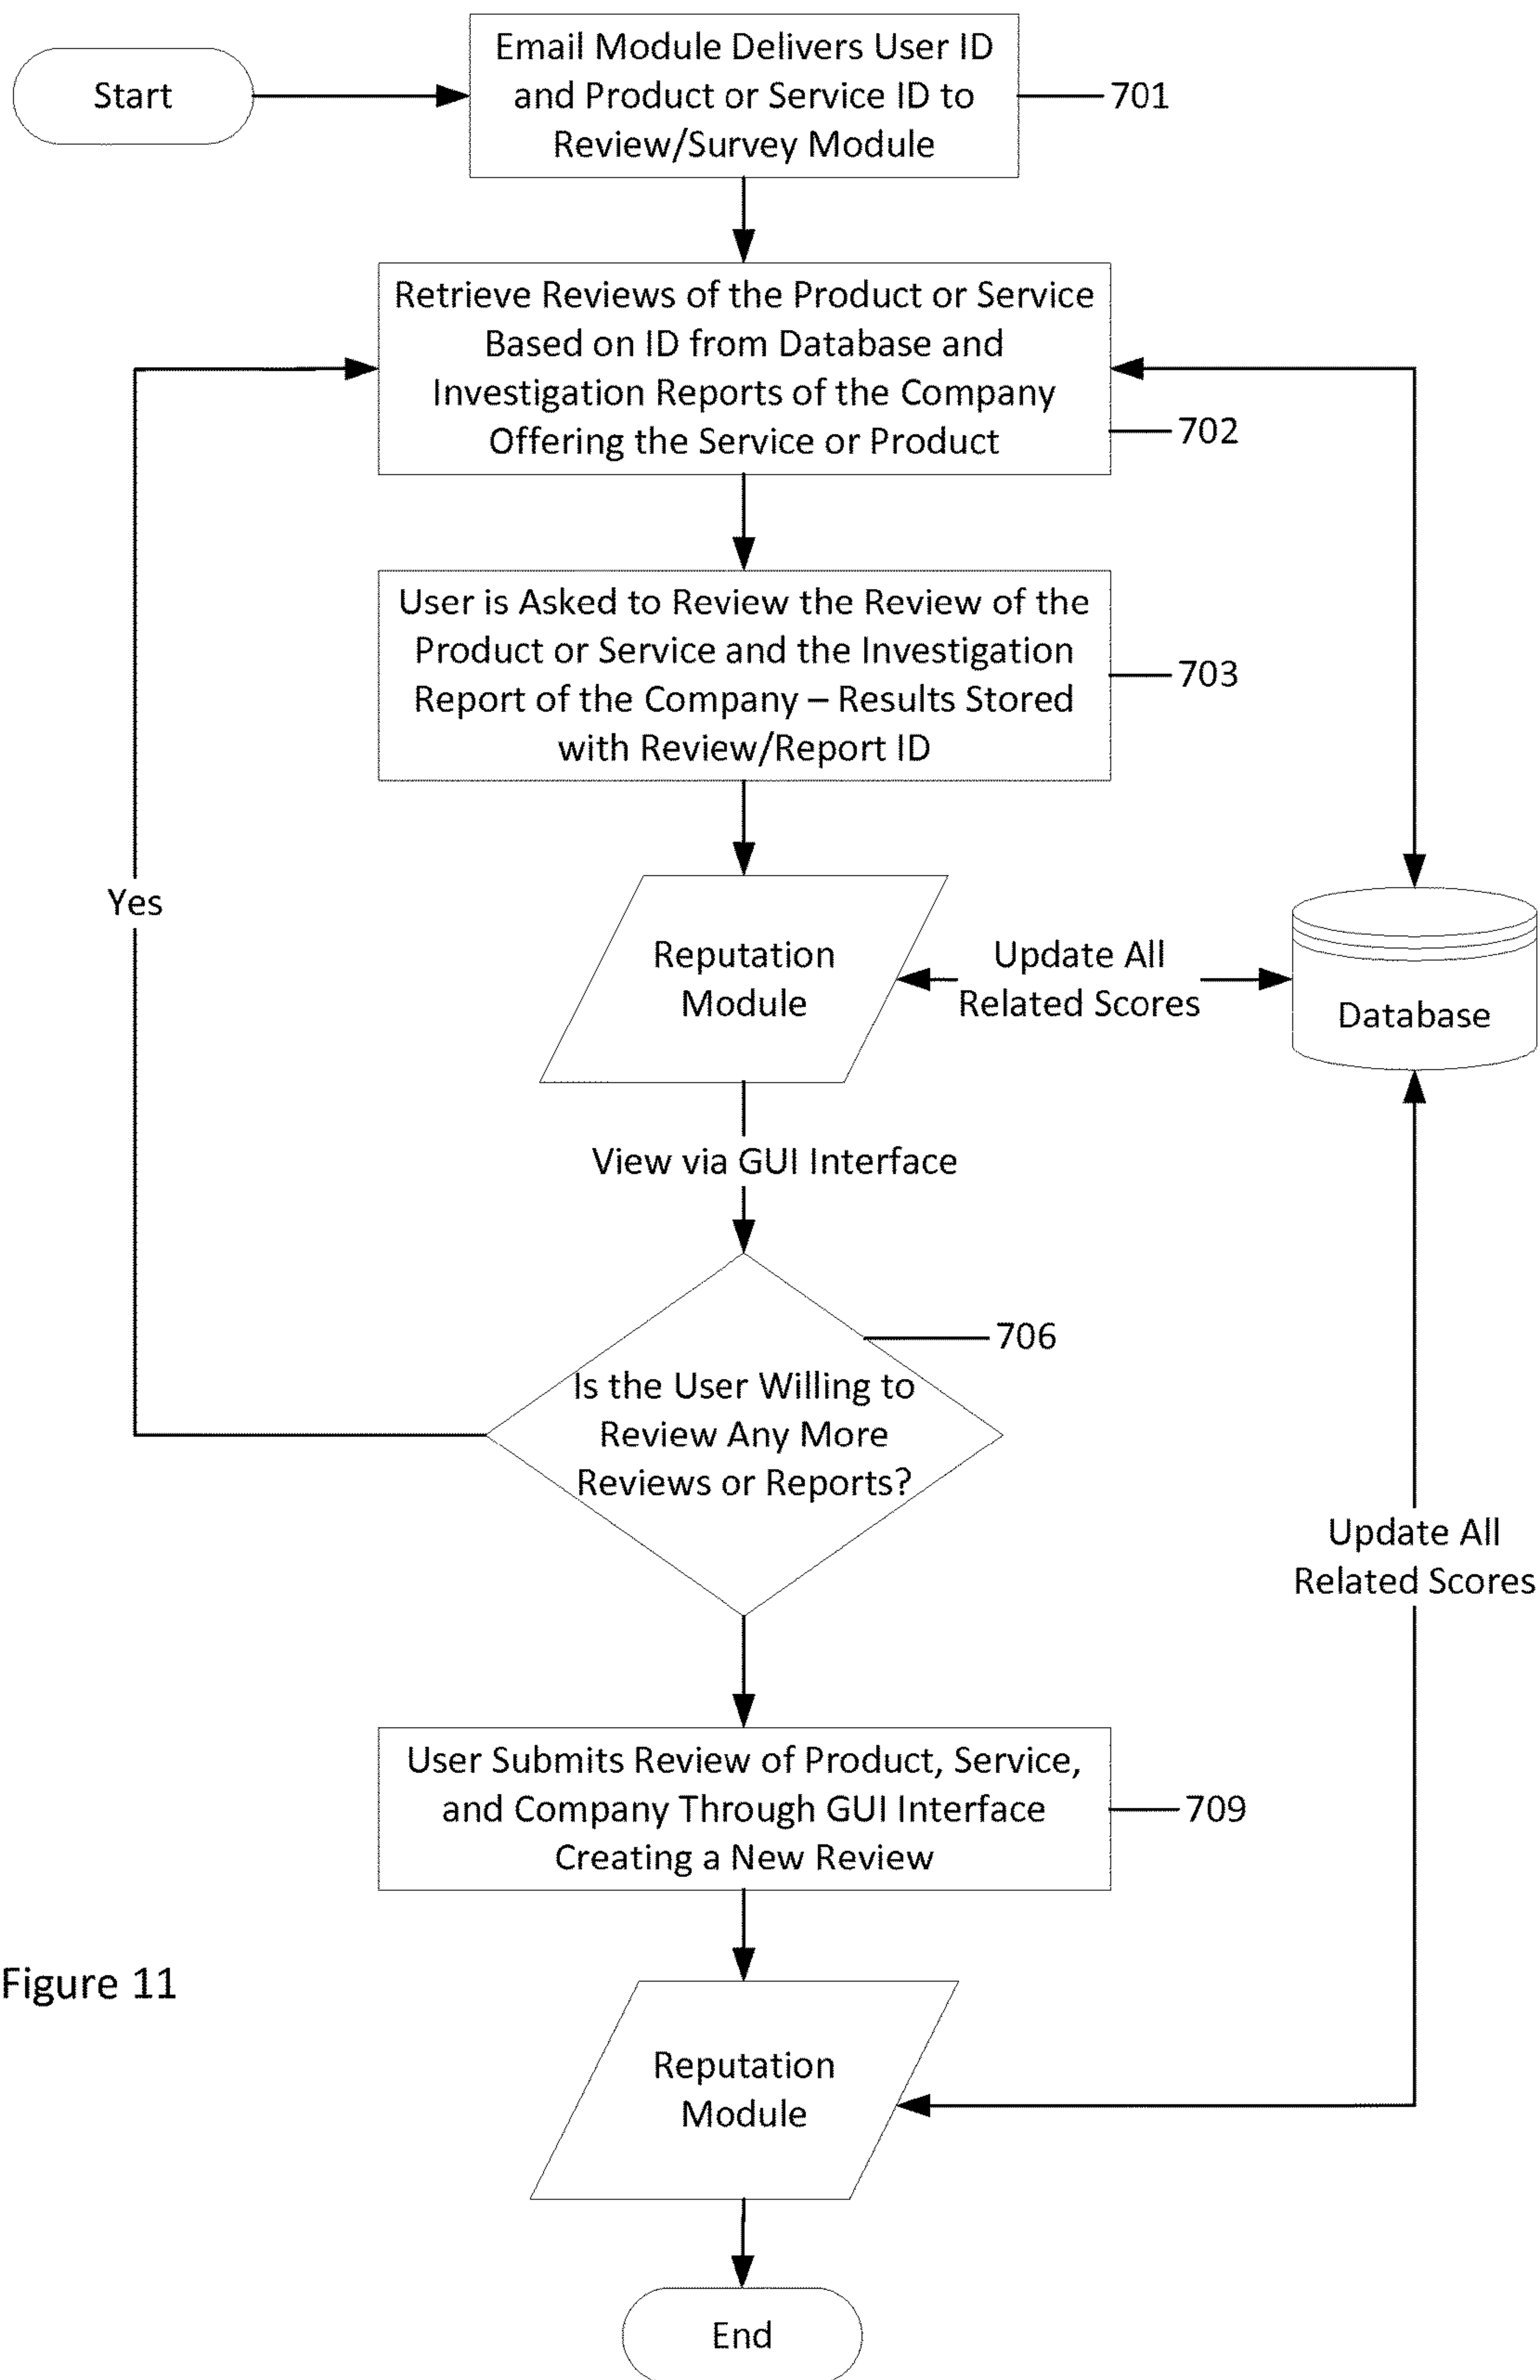 Start
Email Module Delivers User ID
and Product or Service ID to
Review/Survey Module
701
Retrieve Reviews of the Product or Service
Based on ID from Database and
Investigation Reports of the Company
Offering the Service or Product
702
User is Asked to Review the Review of the
Product or Service and the Investigation
Report of the Company – Results Stored
with Review/Report ID
703
Yes
Reputation
Module
Update All
Related Scores
Database
View via GUI Interface
706
Is the User Willing to
Review Any More
Reviews or Reports?
Update All
Related Scores
User Submits Review of Product, Service,
and Company Through GUI Interface
Creating a New Review
709
Figure 11
Reputation
Module
End